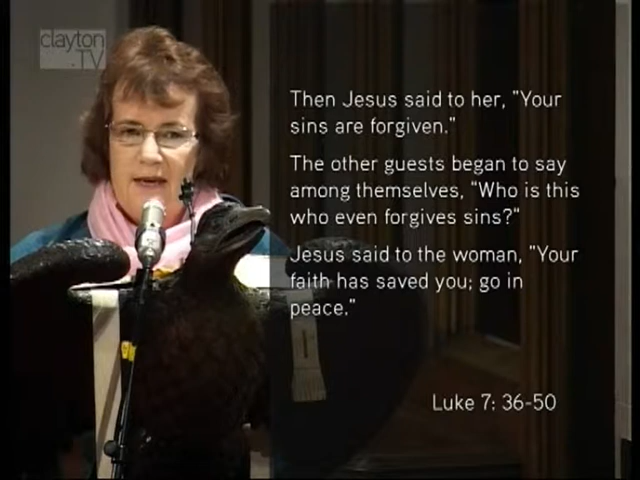 clayton
.TV
Then Jesus said to her, "Your
sins are forgiven."
The other guests began to say
among themselves, "Who is this
who even forgives sins?"
Jesus said to the woman, "Your
faith has saved you; go in
peace."
Luke 7: 36-50